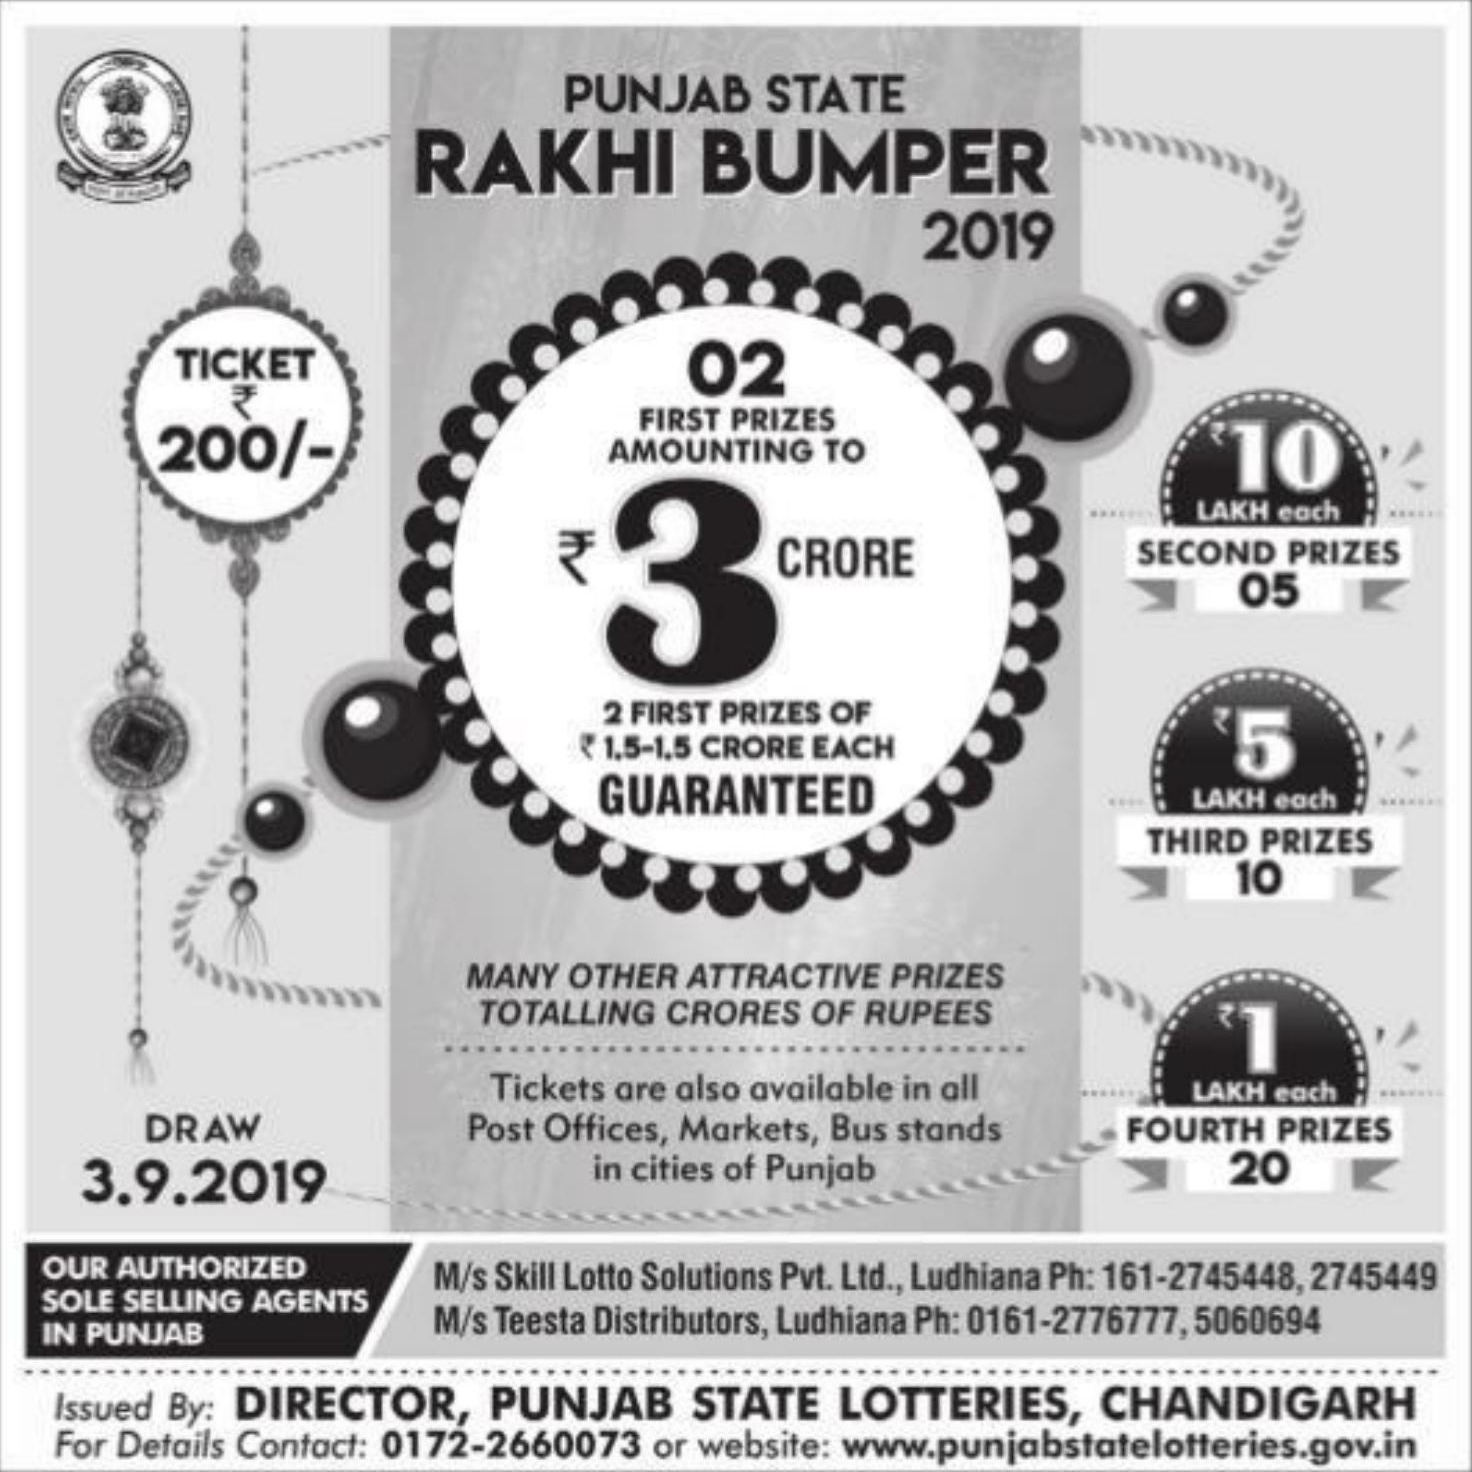 PUNJAB STATE
RAKHI BUMPER
2019
TICKET
₹
200/-
02
FIRST PRIZES
AMOUNTING TO
₹ 3 CRORE
2 FIRST PRIZES OF
₹ 1.5-1.5 CRORE EACH
GUARANTEED
₹10
LAKH each
SECOND PRIZES
05
₹5
LAKH each
THIRD PRIZES
10
₹1
LAKH each
FOURTH PRIZES
20
MANY OTHER ATTRACTIVE PRIZES
TOTALLING CRORES OF RUPEES
Tickets are also available in all
Post Offices, Markets, Bus stands
in cities of Punjab
DRAW
3.9.2019
OUR AUTHORIZED
SOLE SELLING AGENTS
IN PUNJAB
M/s Skill Lotto Solutions Pvt. Ltd., Ludhiana Ph: 161-2745448, 2745449
M/s Teesta Distributors, Ludhiana Ph: 0161-2776777, 5060694
Issued By: DIRECTOR, PUNJAB STATE LOTTERIES, CHANDIGARH
For Details Contact: 0172-2660073 or website: www.punjabstatelotteries.gov.in